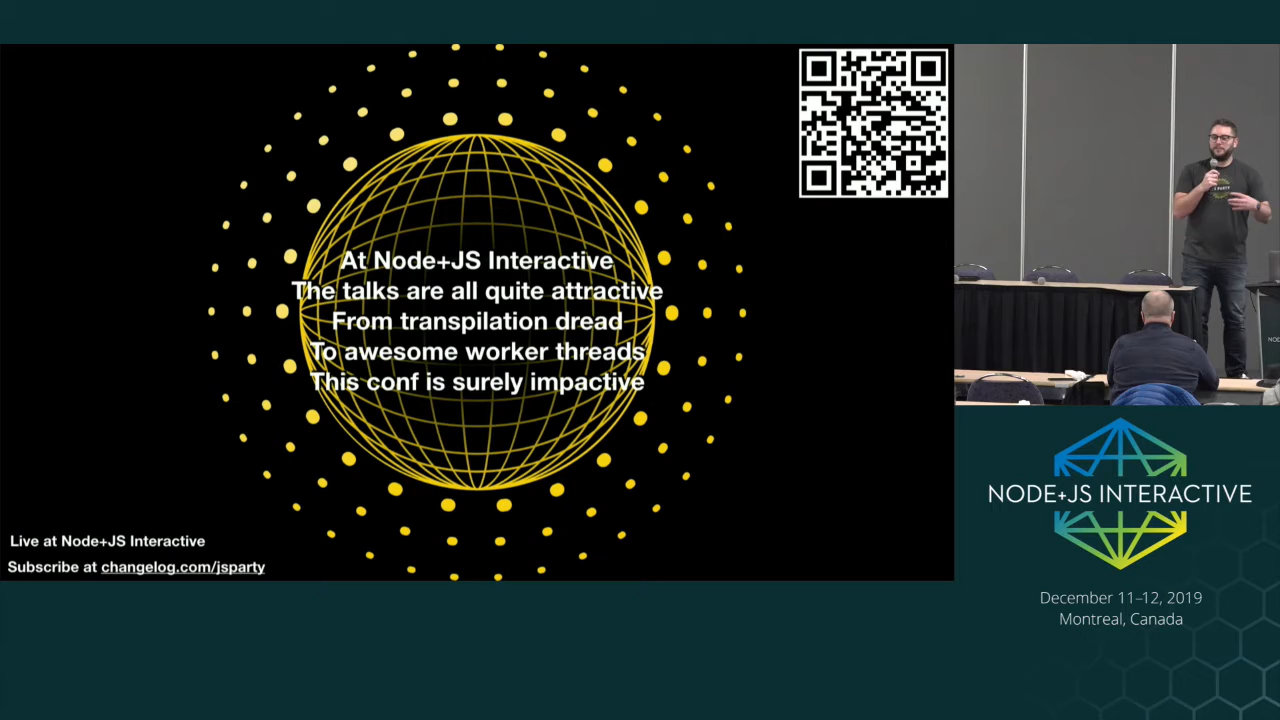 At Node+JS Interactive
The talks are all quite attractive
From transpilation dread
To awesome worker threads
This conf is surely impactive
Live at Node+JS Interactive
Subscribe at changelog.com/jsparty
NODE+JS INTERACTIVE
December 11–12, 2019
Montreal, Canada